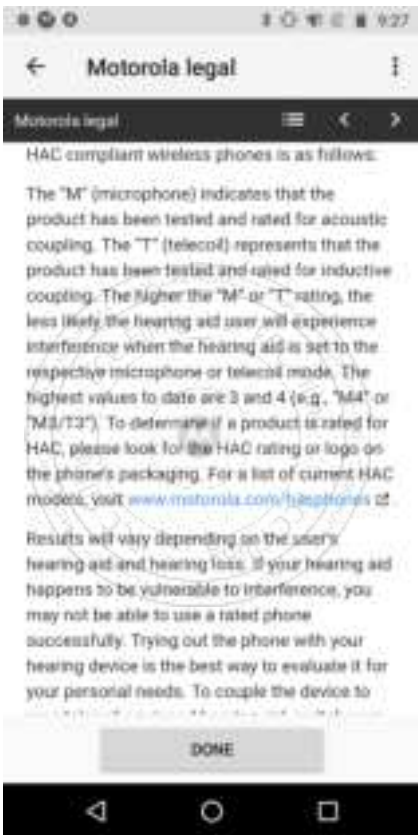 9:27
Motorola legal
Motorola legal
HAC compliant wireless phones is as follows:
The "M" (microphone) indicates that the
product has been tested and rated for acoustic
coupling. The "T" (telecoil) represents that the
product has been tested and rated for inductive
coupling. The higher the "M" or "T" rating, the
less likely the hearing aid user will experience
interference when the hearing aid is set to the
respective microphone or telecoil mode. The
highest values to date are 3 and 4 (e.g., "M4" or
"M3/T3"). To determine if a product is rated for
HAC, please look for the HAC rating or logo on
the phone's packaging. For a list of current HAC
models, visit www.motorola.com/hacphones
Results will vary depending on the user's
hearing aid and hearing loss. If your hearing aid
happens to be vulnerable to interference, you
may not be able to use a rated phone
successfully. Trying out the phone with your
hearing device is the best way to evaluate it for
your personal needs. To couple the device to
DONE